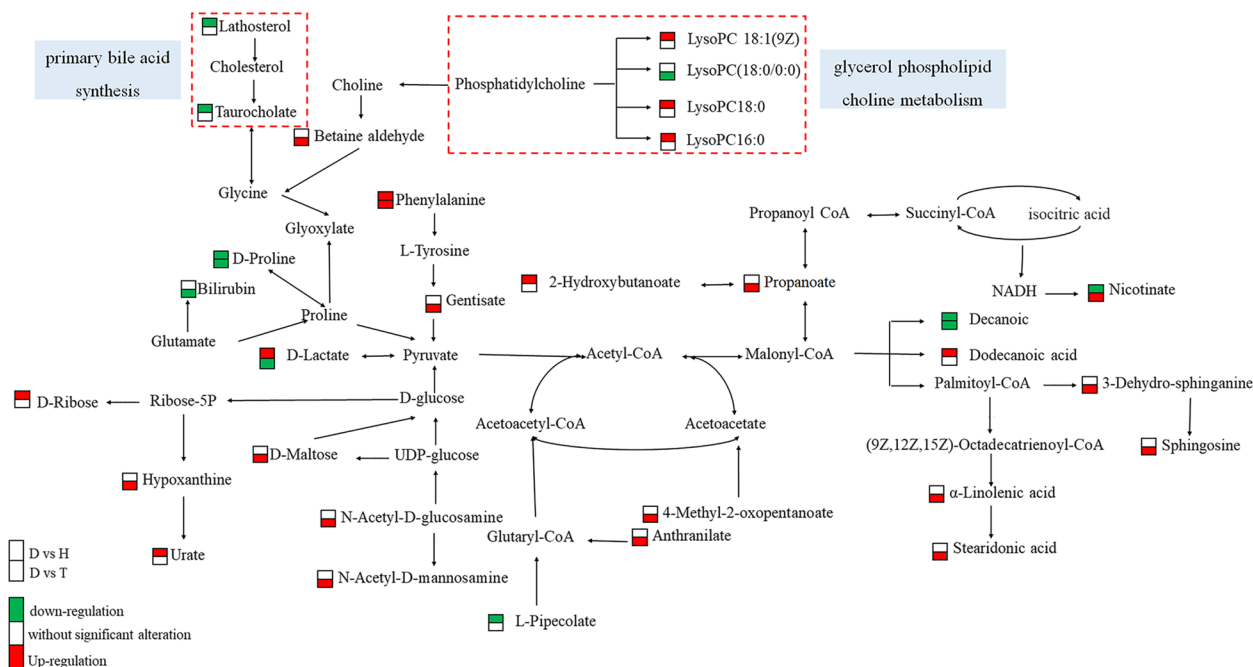 Lathosterol
primary bile acid
synthesis
Cholesterol
Taurocholate
Choline
Phosphatidylcholine
LysoPC 18:1(9Z)
LysoPC(18:0/0:0)
LysoPC18:0
LysoPC16:0
glycerol phospholipid
choline metabolism
Betaine aldehyde
Glycine
Glyoxylate
Phenylalanine
L-Tyrosine
Gentisate
D-Proline
Bilirubin
Proline
Glutamate
D-Lactate
Pyruvate
2-Hydroxybutanoate
Propanoate
Propanoyl CoA
Succinyl-CoA
isocitric acid
NADH
Nicotinate
Decanoic
Acetyl-CoA
Malonyl-CoA
Dodecanoic acid
Palmitoyl-CoA
3-Dehydro-sphinganine
D-Ribose
Ribose-5P
D-glucose
Acetoacetyl-CoA
Acetoacetate
(9Z,12Z,15Z)-Octadecatrienoyl-CoA
Sphingosine
D-Maltose
UDP-glucose
Hypoxanthine
α-Linolenic acid
N-Acetyl-D-glucosamine
4-Methyl-2-oxopentanoate
Glutaryl-CoA
Anthranilate
Urate
Stearidonic acid
N-Acetyl-D-mannosamine
L-Pipecolate
D vs H
D vs T
down-regulation
without significant alteration
Up-regulation